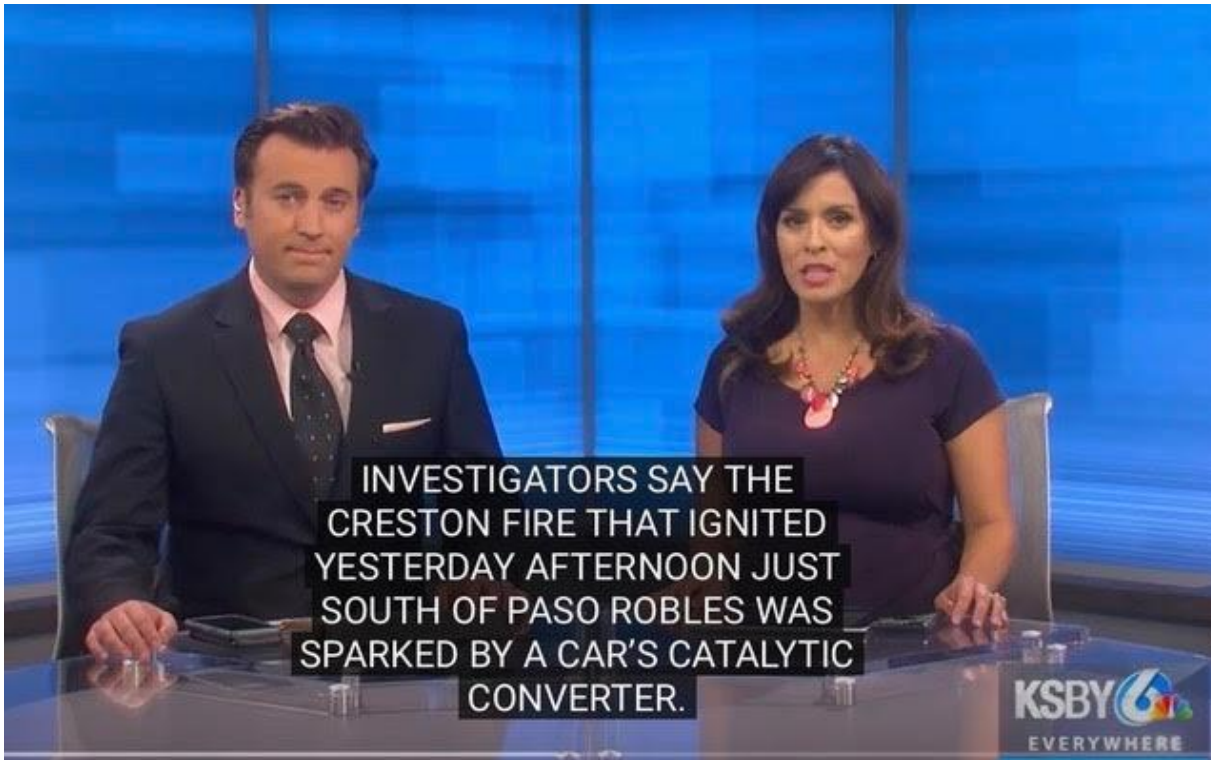 INVESTIGATORS SAY THE
CRESTON FIRE THAT IGNITED
YESTERDAY AFTERNOON JUST
SOUTH OF PASO ROBLES WAS
SPARKED BY A CAR'S CATALYTIC
CONVERTER.
KSBY 6
EVERYWHERE